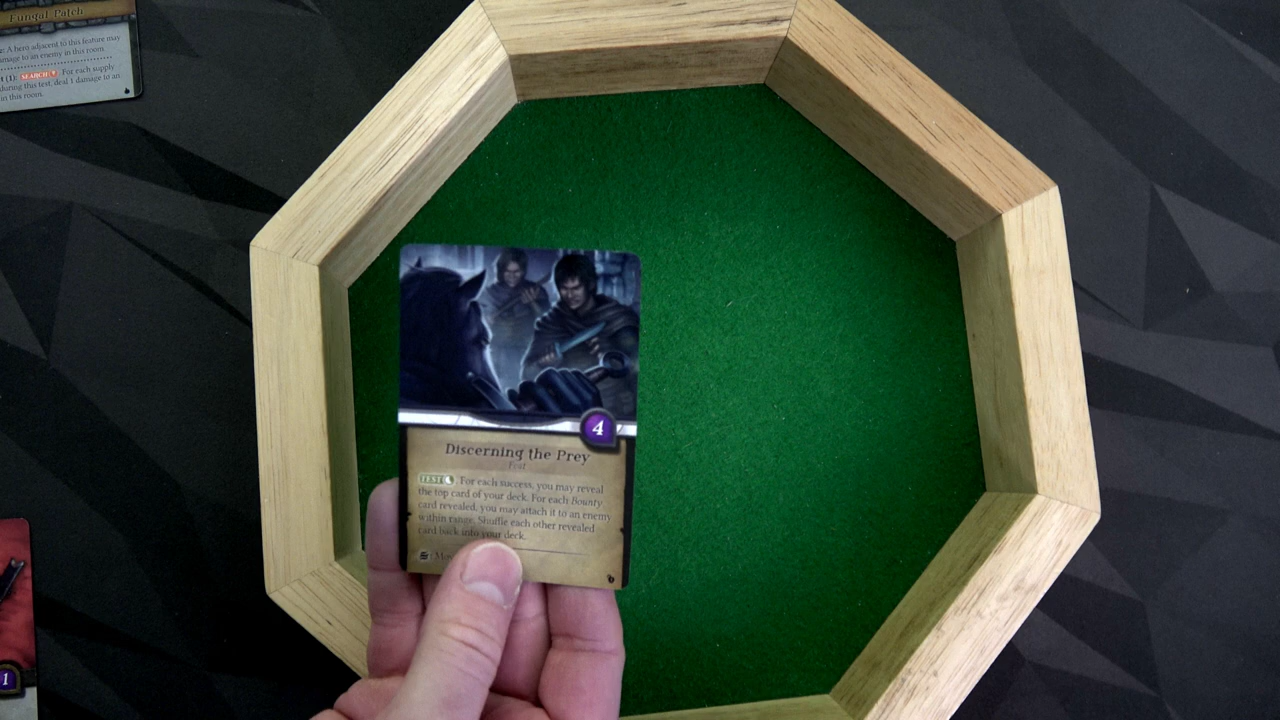 Fungal Patch
: A hero adjacent to this feature may
damage to an enemy in this room.
t (1): SEARCH . For each supply
during this test, deal 1 damage to an
in this room.
4
Discerning the Prey
Feat
TEST . For each success, you may reveal
the top card of your deck. For each Bounty
card revealed, you may attach it to an enemy
within range. Shuffle each other revealed
card back into your deck.
1